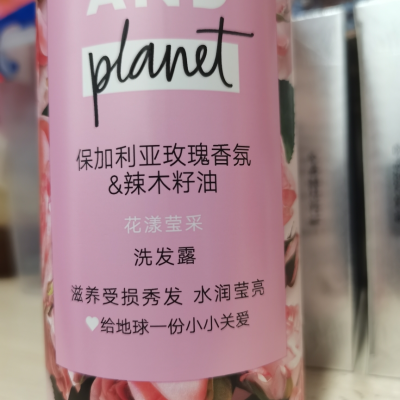 AND
planet
保加利亚玫瑰香氛
&辣木籽油
花漾莹采
洗发露
滋养受损秀发 水润莹亮
给地球一份小小关爱